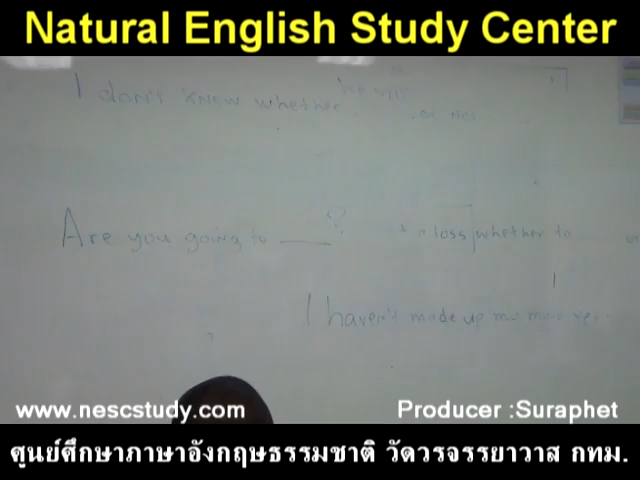 Natural English Study Center
I don't know whether
or not
Are you going to ____ ?
loss whether to
I haven't made up
www.nescstudy.com
Producer :Suraphet
ศูนย์ศึกษาภาษาอังกฤษธรรมชาติ วัดวรจรรยาวาส กทม.